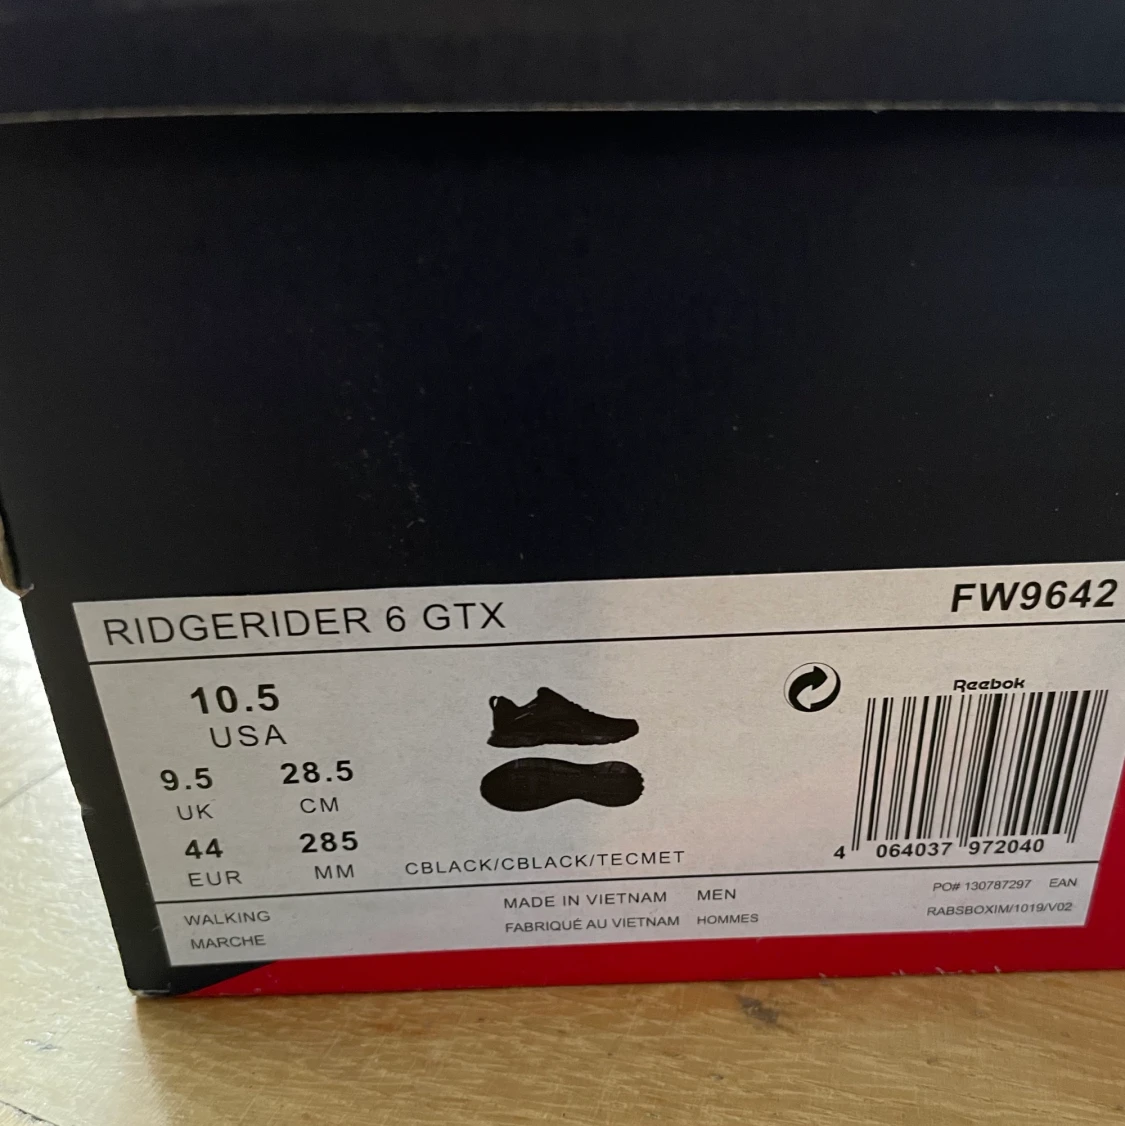 RIDGERIDER 6 GTX
FW9642
10.5
USA
9.5
UK
28.5
CM
44
EUR
285
MM
CBLACK/CBLACK/TECMET
Reebok
4 064037 972040
WALKING
MARCHE
MADE IN VIETNAM MEN
FABRIQUÉ AU VIETNAM HOMMES
PO# 130787297 EAN
RABSBOXIM/1019/V02